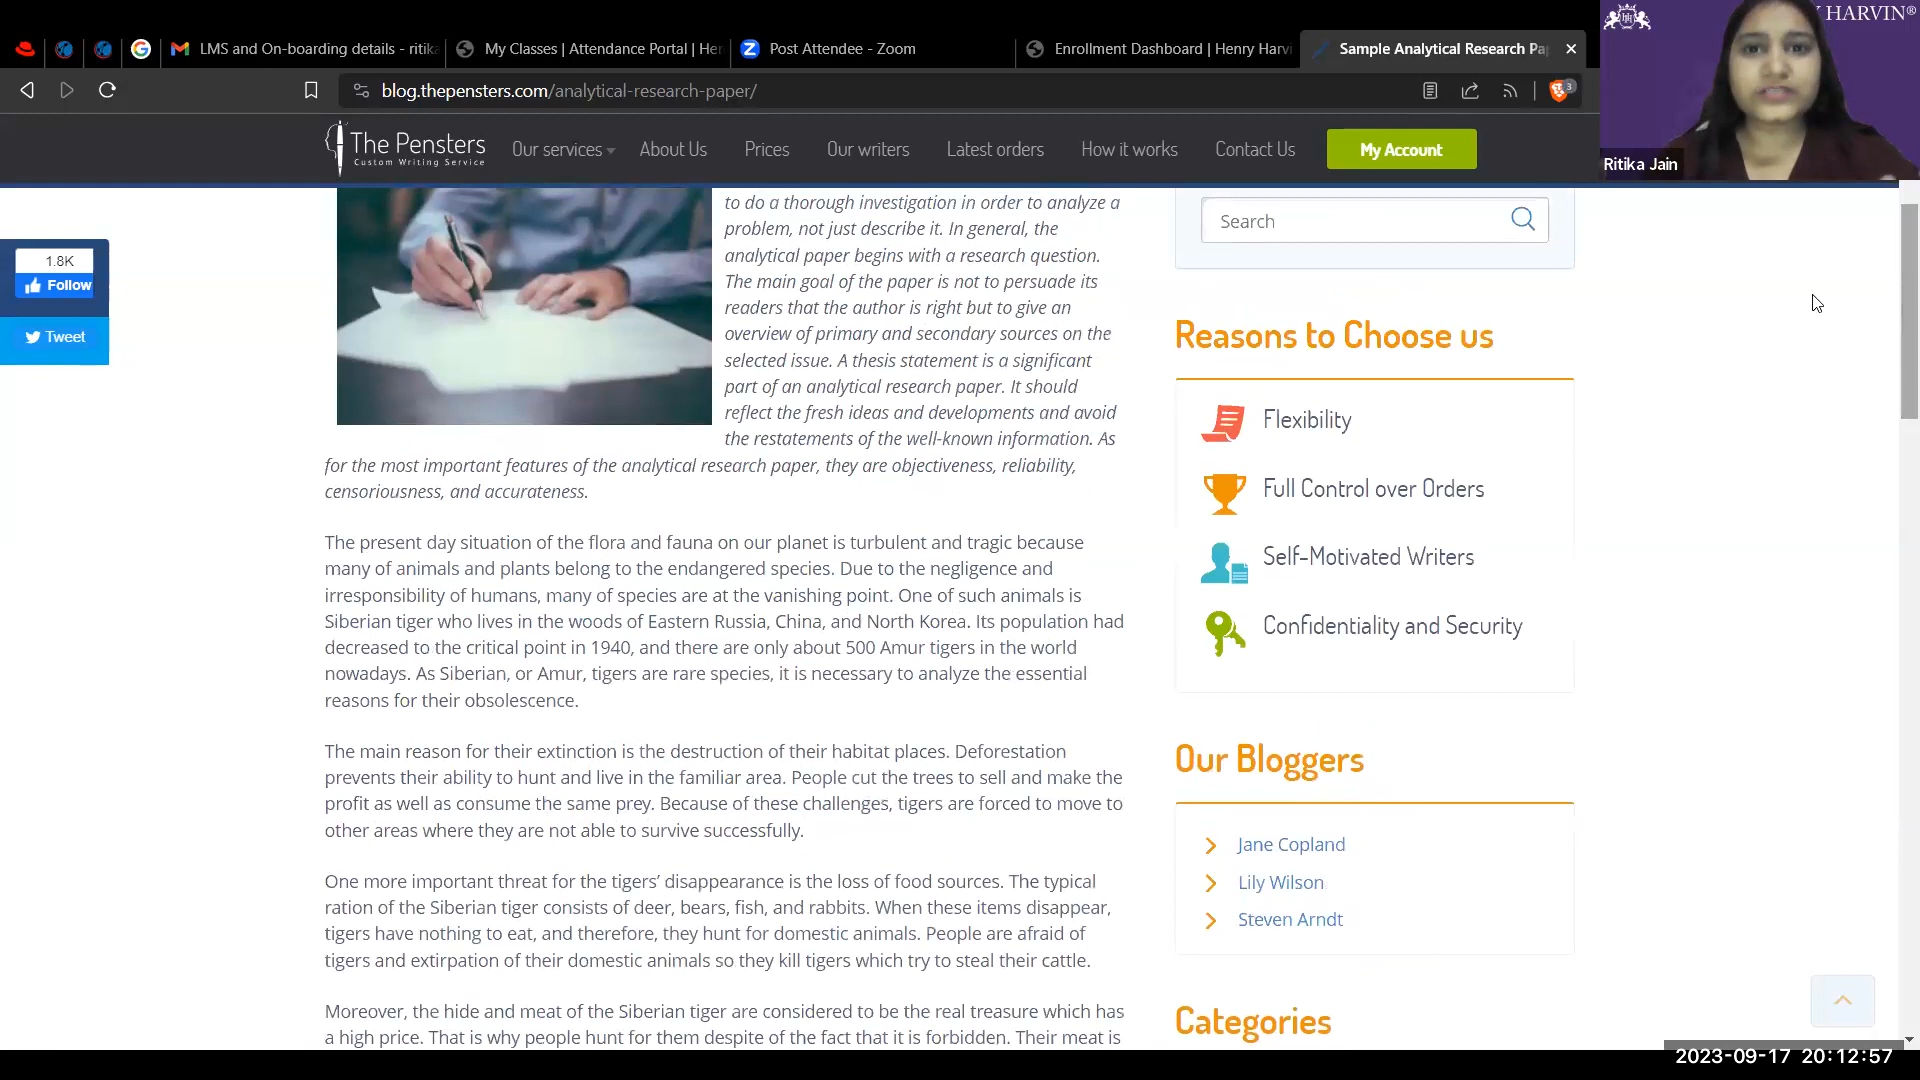 LMS and On-boarding details - ritika
My Classes | Attendance Portal | Her
Post Attendee - Zoom
Enrollment Dashboard | Henry Harvi
Sample Analytical Research Pa
HARVIN®
blog.thepensters.com/analytical-research-paper/
3
The Pensters
Custom Writing Service
Our services
About Us
Prices
Our writers
Latest orders
How it works
Contact Us
My Account
Ritika Jain
1.8K
Follow
Tweet
to do a thorough investigation in order to analyze a
problem, not just describe it. In general, the
analytical paper begins with a research question.
The main goal of the paper is not to persuade its
readers that the author is right but to give an
overview of primary and secondary sources on the
selected issue. A thesis statement is a significant
part of an analytical research paper. It should
reflect the fresh ideas and developments and avoid
the restatements of the well-known information. As
for the most important features of the analytical research paper, they are objectiveness, reliability,
censoriousness, and accurateness.
The present day situation of the flora and fauna on our planet is turbulent and tragic because
many of animals and plants belong to the endangered species. Due to the negligence and
irresponsibility of humans, many of species are at the vanishing point. One of such animals is
Siberian tiger who lives in the woods of Eastern Russia, China, and North Korea. Its population had
decreased to the critical point in 1940, and there are only about 500 Amur tigers in the world
nowadays. As Siberian, or Amur, tigers are rare species, it is necessary to analyze the essential
reasons for their obsolescence.
The main reason for their extinction is the destruction of their habitat places. Deforestation
prevents their ability to hunt and live in the familiar area. People cut the trees to sell and make the
profit as well as consume the same prey. Because of these challenges, tigers are forced to move to
other areas where they are not able to survive successfully.
One more important threat for the tigers’ disappearance is the loss of food sources. The typical
ration of the Siberian tiger consists of deer, bears, fish, and rabbits. When these items disappear,
tigers have nothing to eat, and therefore, they hunt for domestic animals. People are afraid of
tigers and extirpation of their domestic animals so they kill tigers which try to steal their cattle.
Moreover, the hide and meat of the Siberian tiger are considered to be the real treasure which has
a high price. That is why people hunt for them despite of the fact that it is forbidden. Their meat is
Search
Reasons to Choose us
Flexibility
Full Control over Orders
Self-Motivated Writers
Confidentiality and Security
Our Bloggers
Jane Copland
Lily Wilson
Steven Arndt
Categories
2023-09-17 20:12:57